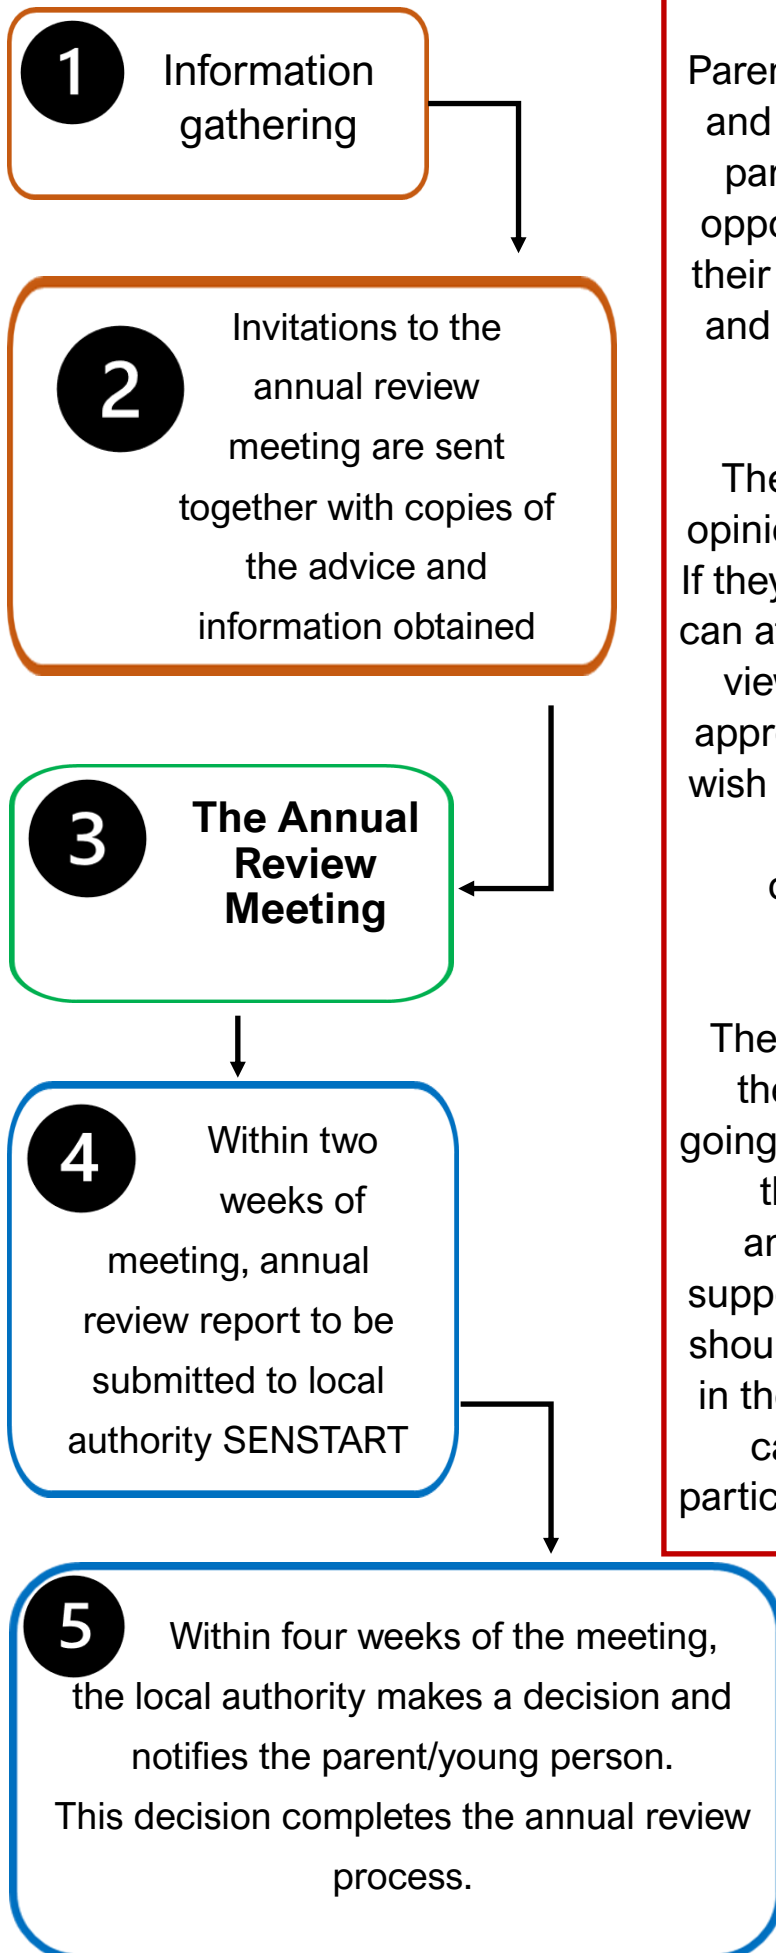 1
Information
gathering
2
Invitations to the
annual review
meeting are sent
together with copies of
the advice and
information obtained
3
The Annual
Review
Meeting
4
Within two
weeks of
meeting, annual
review report to be
submitted to local
authority SENSTART
5
Within four weeks of the meeting,
the local authority makes a decision and
notifies the parent/young person.
This decision completes the annual review
process.
and
their
and
If they
can
wish
going
in the